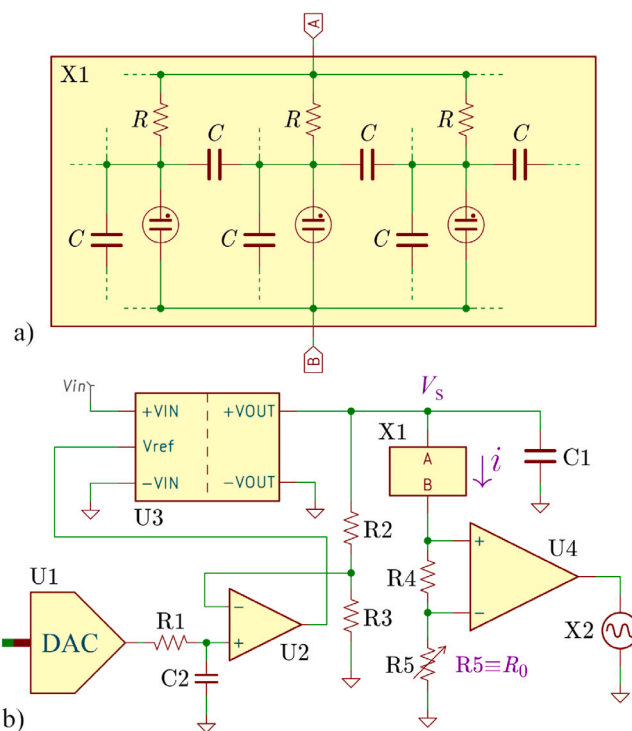 A
X1
R R R
C C C
C C C
B
a)
Vin
+VIN +VOUT
Vref
−VIN −VOUT
U3
Vs
X1
A
B
i
C1
R2
U4
+
−
R4
U1
DAC
R1
−
+
U2
R3
C2
R5 R5≡R0
X2
b)